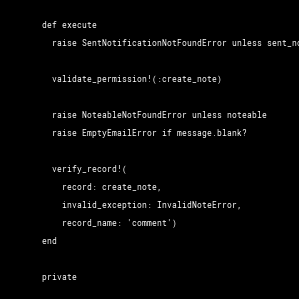 def execute
raise SentNotificationNotFoundError unless
validate_permission!(:create_note)
raise NoteableNotFoundError unless noteable
raise EmptyEmailError if message.blank?
verify_record!(
record: create_note,
invalid_exception: InvalidNoteError,
record_name: 'comment')
end
private